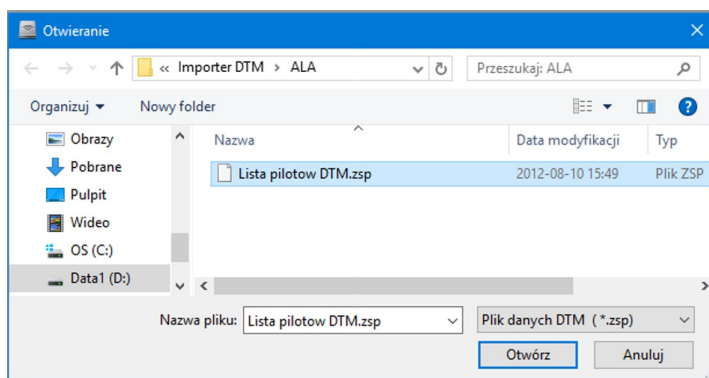 Otwieranie
« Importer DTM > ALA
Przeszukaj: ALA
Organizuj
Nowy folder
Nazwa
Data modyfikacji
Typ
Obrazy
Pobrane
Pulpit
Wideo
OS (C:)
Data1 (D:)
Lista pilotow DTM.zsp
2012-08-10 15:49
Plik ZSP
Nazwa pliku:
Lista pilotow DTM.zsp
Plik danych DTM (*.zsp)
Otwórz
Anuluj